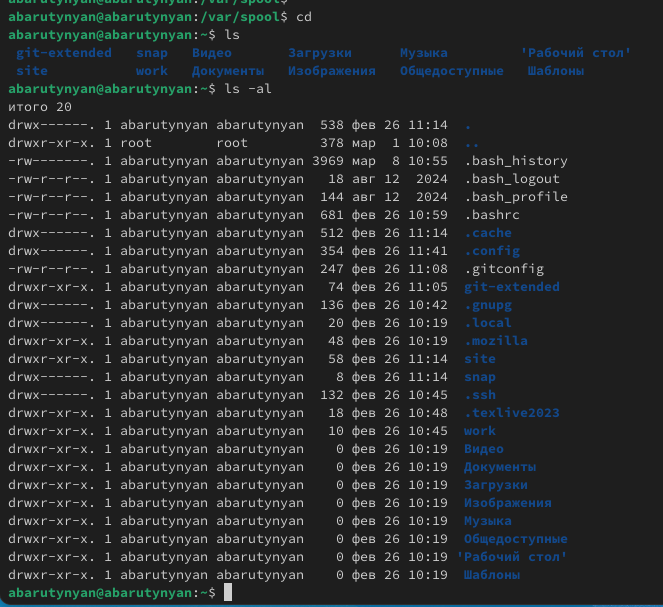 abarutynyan@abarutynyan:/var/spool$
abarutynyan@abarutynyan:/var/spool$ cd
abarutynyan@abarutynyan:~$ ls
git-extended snap Видео Загрузки Музыка 'Рабочий стол'
site work Документы Изображения Общедоступные Шаблоны
abarutynyan@abarutynyan:~$ ls -al
итого 20
drwx------. 1 abarutynyan abarutynyan 538 фев 26 11:14 .
drwxr-xr-x. 1 root root 378 мар 1 10:08 ..
-rw-------. 1 abarutynyan abarutynyan 3969 мар 8 10:55 .bash_history
-rw-r--r--. 1 abarutynyan abarutynyan 18 авг 12 2024 .bash_logout
-rw-r--r--. 1 abarutynyan abarutynyan 144 авг 12 2024 .bash_profile
-rw-r--r--. 1 abarutynyan abarutynyan 681 фев 26 10:59 .bashrc
drwx------. 1 abarutynyan abarutynyan 512 фев 26 11:14 .cache
drwx------. 1 abarutynyan abarutynyan 354 фев 26 11:41 .config
-rw-r--r--. 1 abarutynyan abarutynyan 247 фев 26 11:08 .gitconfig
drwxr-xr-x. 1 abarutynyan abarutynyan 74 фев 26 11:05 git-extended
drwx------. 1 abarutynyan abarutynyan 136 фев 26 10:42 .gnupg
drwx------. 1 abarutynyan abarutynyan 20 фев 26 10:19 .local
drwxr-xr-x. 1 abarutynyan abarutynyan 48 фев 26 10:19 .mozilla
drwxr-xr-x. 1 abarutynyan abarutynyan 58 фев 26 11:14 site
drwx------. 1 abarutynyan abarutynyan 8 фев 26 11:14 snap
drwx------. 1 abarutynyan abarutynyan 132 фев 26 10:45 .ssh
drwxr-xr-x. 1 abarutynyan abarutynyan 18 фев 26 10:48 .texlive2023
drwxr-xr-x. 1 abarutynyan abarutynyan 10 фев 26 10:45 work
drwxr-xr-x. 1 abarutynyan abarutynyan 0 фев 26 10:19 Видео
drwxr-xr-x. 1 abarutynyan abarutynyan 0 фев 26 10:19 Документы
drwxr-xr-x. 1 abarutynyan abarutynyan 0 фев 26 10:19 Загрузки
drwxr-xr-x. 1 abarutynyan abarutynyan 0 фев 26 10:19 Изображения
drwxr-xr-x. 1 abarutynyan abarutynyan 0 фев 26 10:19 Музыка
drwxr-xr-x. 1 abarutynyan abarutynyan 0 фев 26 10:19 Общедоступные
drwxr-xr-x. 1 abarutynyan abarutynyan 0 фев 26 10:19 'Рабочий стол'
drwxr-xr-x. 1 abarutynyan abarutynyan 0 фев 26 10:19 Шаблоны
abarutynyan@abarutynyan:~$